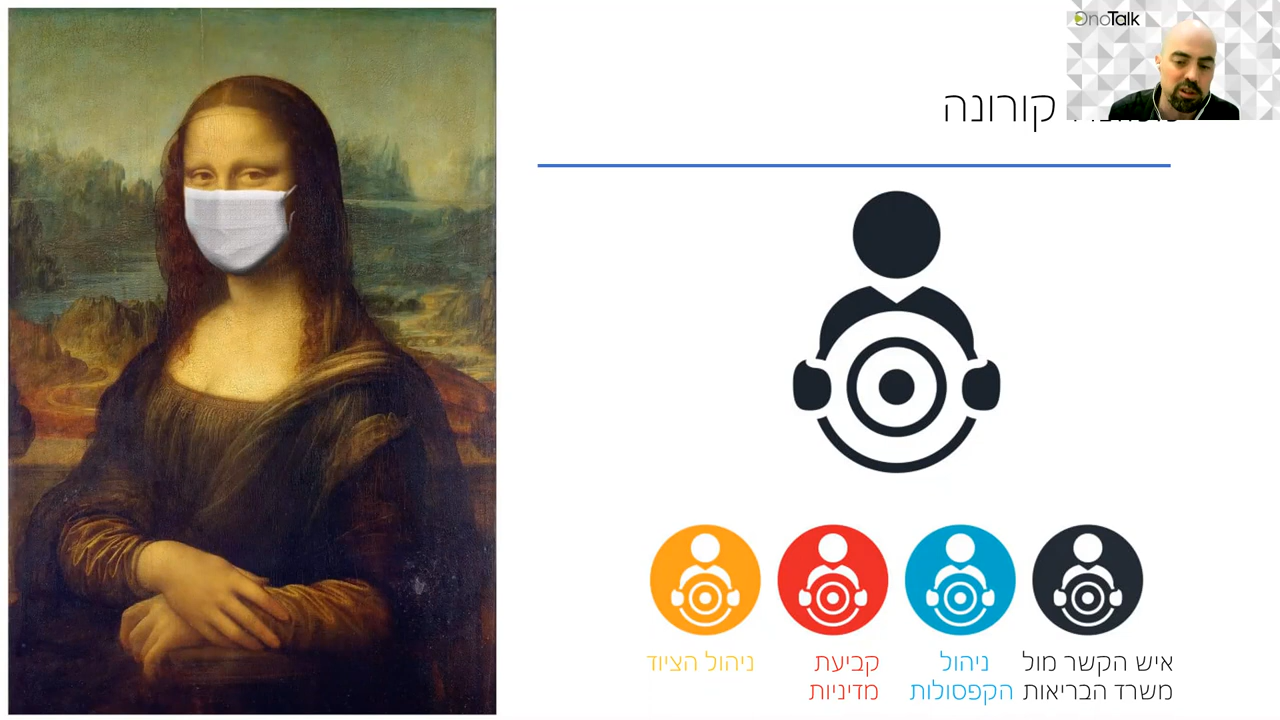 OnoTalk
קורונה
איש הקשר מול
משרד הבריאות
ניהול
הקפסולות
קביעת
מדיניות
ניהול הציוד